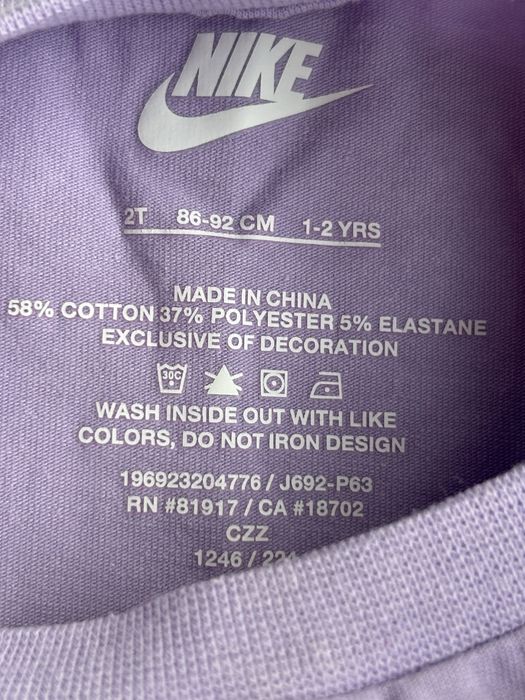 NIKE
2T 86-92 CM 1-2 YRS
MADE IN CHINA
58% COTTON 37% POLYESTER 5% ELASTANE
EXCLUSIVE OF DECORATION
30C
WASH INSIDE OUT WITH LIKE
COLORS, DO NOT IRON DESIGN
196923204776 / J692-P63
RN #81917 / CA #18702
CZZ
1246 /